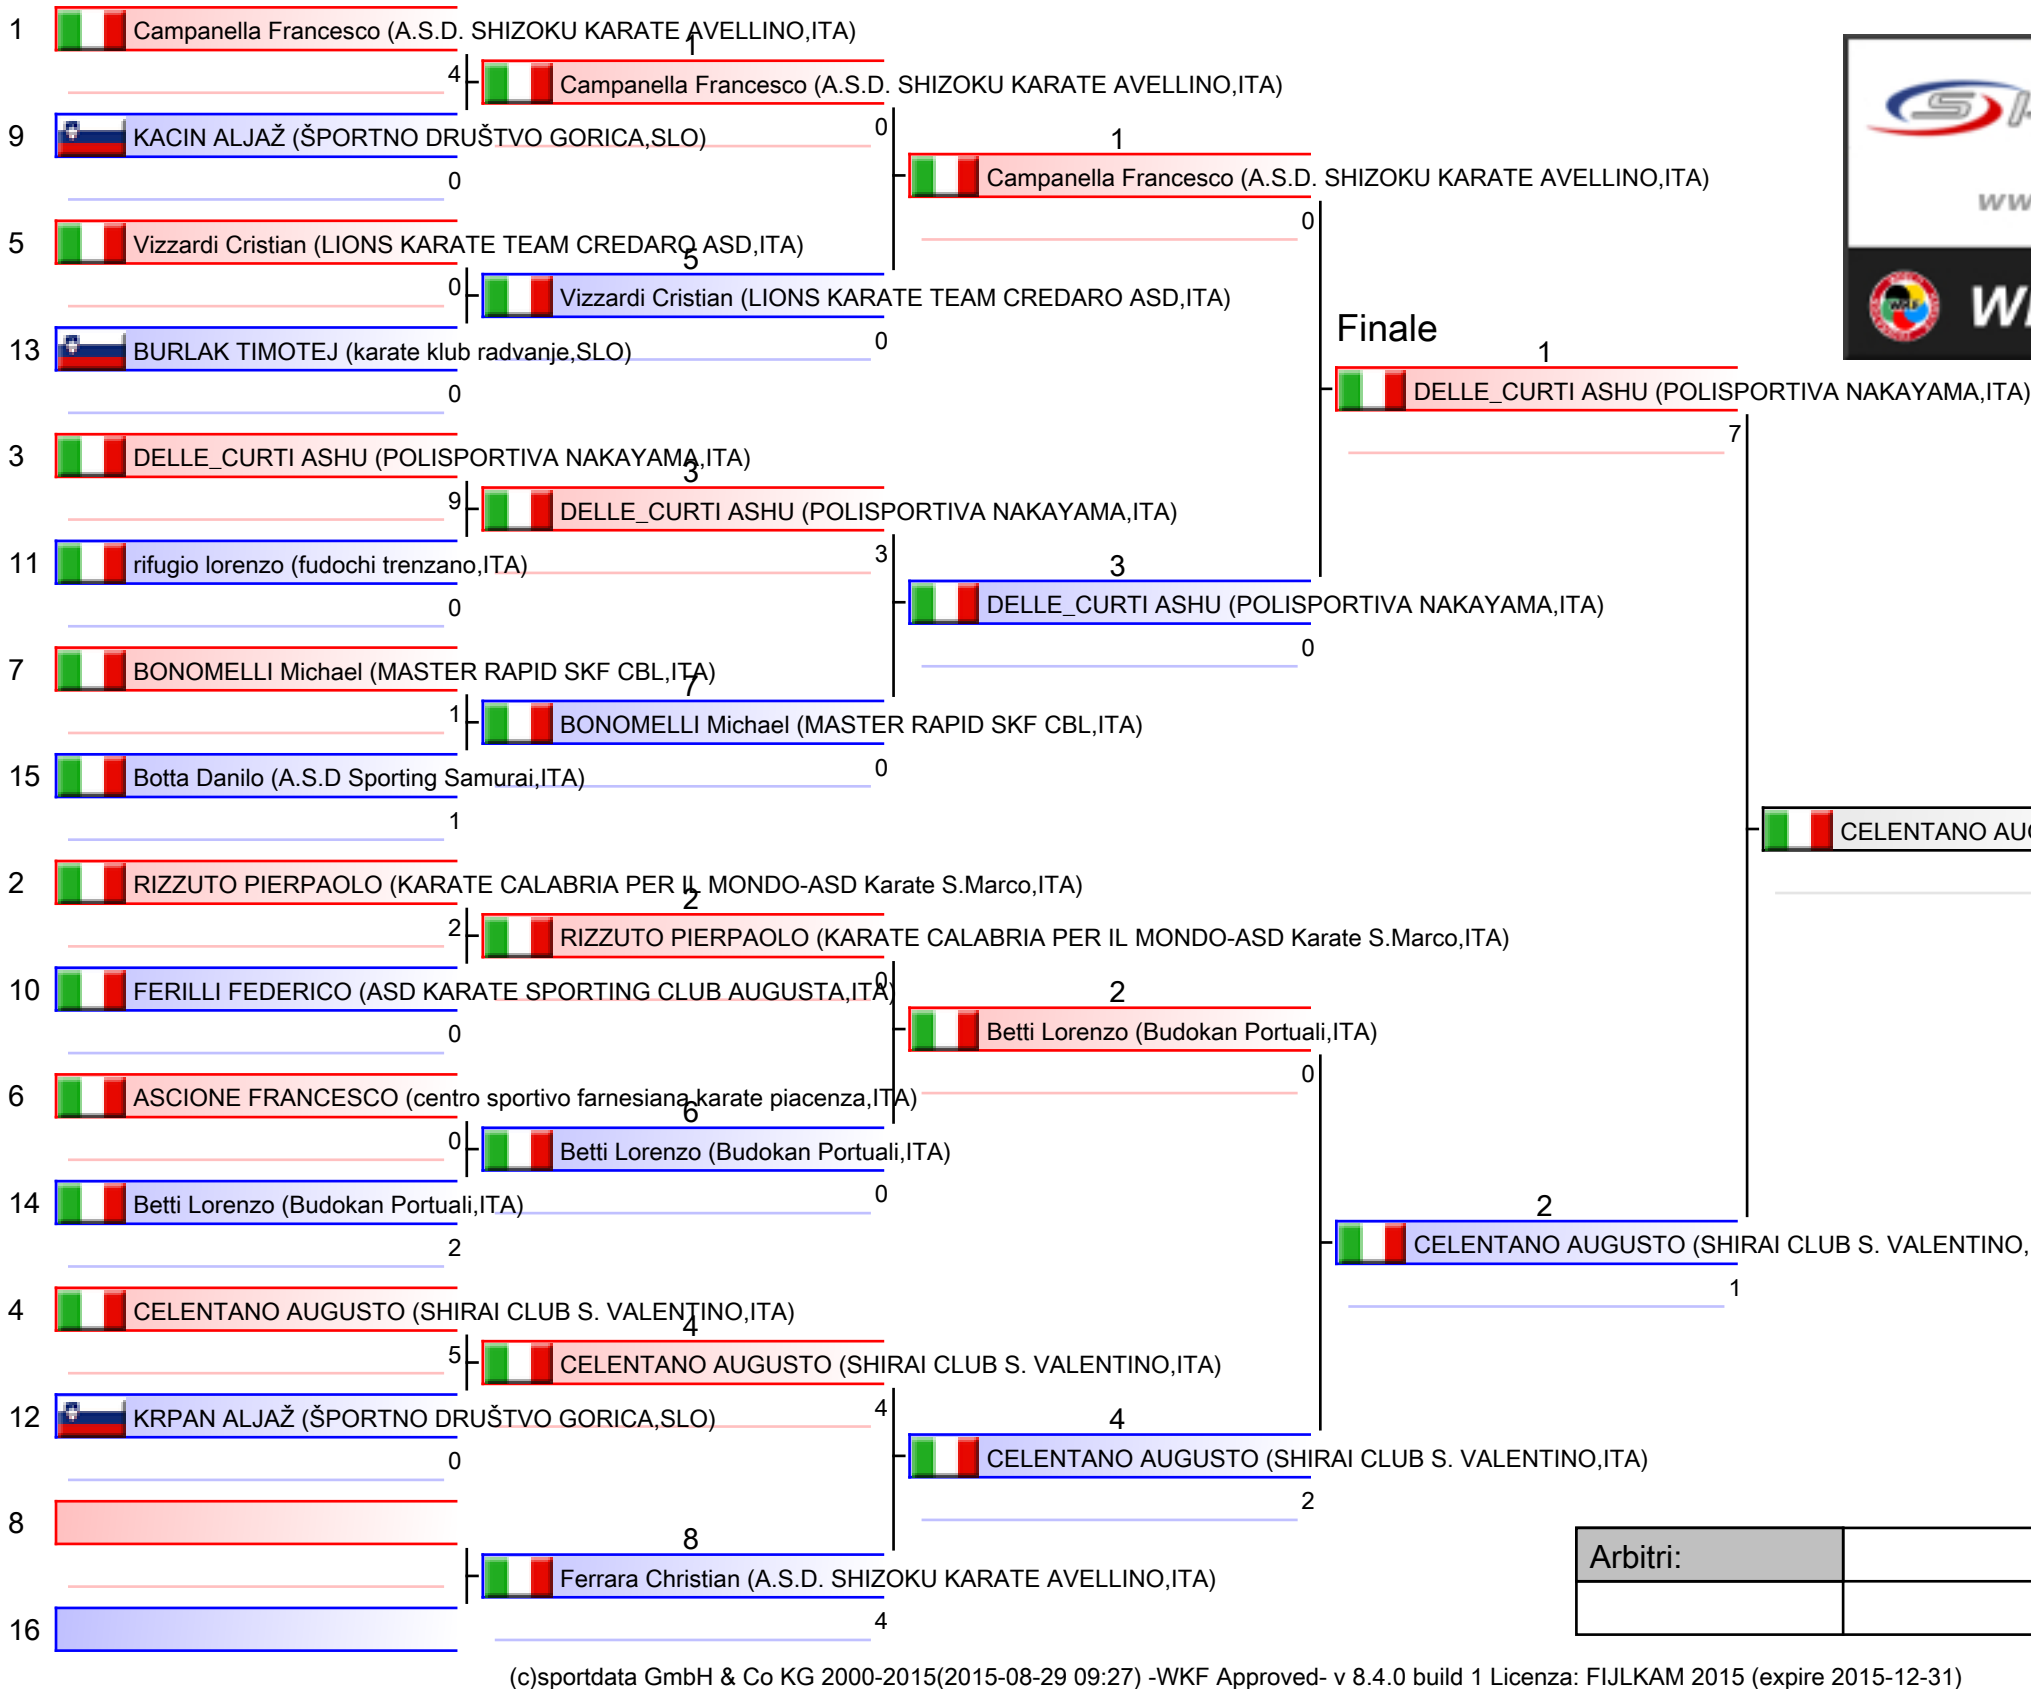 1 Campanella Francesco (A.S.D. SHIZOKU KARATE AVELLINO,ITA)
4
9 KACIN ALJAŽ (ŠPORTNO DRUŠTVO GORICA,SLO)
0
5 Vizzardi Cristian (LIONS KARATE TEAM CREDARO ASD,ITA)
0
13 BURLAK TIMOTEJ (karate klub radvanje,SLO)
0
3 DELLE_CURTI ASHU (POLISPORTIVA NAKAYAMA,ITA)
9
11 rifugio lorenzo (fudochi trenzano,ITA)
0
7 BONOMELLI Michael (MASTER RAPID SKF CBL,ITA)
1
15 Botta Danilo (A.S.D Sporting Samurai,ITA)
1
2 RIZZUTO PIERPAOLO (KARATE CALABRIA PER IL MONDO-ASD Karate S.Marco,ITA)
2
10 FERILLI FEDERICO (ASD KARATE SPORTING CLUB AUGUSTA,ITA)
0
6 ASCIONE FRANCESCO (centro sportivo farnesiana karate piacenza,ITA)
0
14 Betti Lorenzo (Budokan Portuali,ITA)
2
4 CELENTANO AUGUSTO (SHIRAI CLUB S. VALENTINO,ITA)
5
12 KRPAN ALJAŽ (ŠPORTNO DRUŠTVO GORICA,SLO)
0
8
16
1
Campanella Francesco (A.S.D. SHIZOKU KARATE AVELLINO,ITA)
0
5
Vizzardi Cristian (LIONS KARATE TEAM CREDARO ASD,ITA)
0
3
DELLE_CURTI ASHU (POLISPORTIVA NAKAYAMA,ITA)
3
7
BONOMELLI Michael (MASTER RAPID SKF CBL,ITA)
0
2
RIZZUTO PIERPAOLO (KARATE CALABRIA PER IL MONDO-ASD Karate S.Marco,ITA)
0
6
Betti Lorenzo (Budokan Portuali,ITA)
0
4
CELENTANO AUGUSTO (SHIRAI CLUB S. VALENTINO,ITA)
4
8
Ferrara Christian (A.S.D. SHIZOKU KARATE AVELLINO,ITA)
4
1
Campanella Francesco (A.S.D. SHIZOKU KARATE AVELLINO,ITA)
0
3
DELLE_CURTI ASHU (POLISPORTIVA NAKAYAMA,ITA)
0
2
Betti Lorenzo (Budokan Portuali,ITA)
0
4
CELENTANO AUGUSTO (SHIRAI CLUB S. VALENTINO,ITA)
2
Finale
1
DELLE_CURTI ASHU (POLISPORTIVA NAKAYAMA,ITA)
7
2
CELENTANO AUGUSTO (SHIRAI CLUB S. VALENTINO,
1
CELENTANO
Arbitri:
(c)sportdata GmbH & Co KG 2000-2015(2015-08-29 09:27) -WKF Approved- v 8.4.0 build 1 Licenza: FIJLKAM 2015 (expire 2015-12-31)